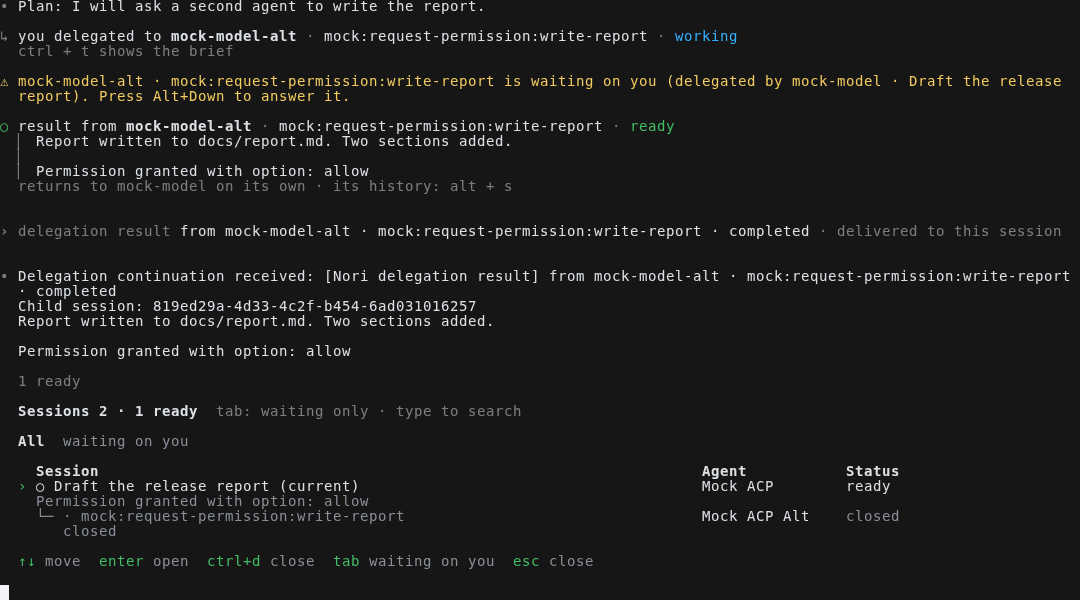 • Plan: I will ask a second agent to write the report.
↳ you delegated to mock-model-alt · mock:request-permission:write-report · working
ctrl + t shows the brief
⚠ mock-model-alt · mock:request-permission:write-report is waiting on you (delegated by mock-model · Draft the release
report). Press Alt+Down to answer it.
○ result from mock-model-alt · mock:request-permission:write-report · ready
│ Report written to docs/report.md. Two sections added.
│
│ Permission granted with option: allow
returns to mock-model on its own · its history: alt + s
› delegation result from mock-model-alt · mock:request-permission:write-report · completed · delivered to this session
• Delegation continuation received: [Nori delegation result] from mock-model-alt · mock:request-permission:write-report
· completed
Child session: 819ed29a-4d33-4c2f-b454-6ad031016257
Report written to docs/report.md. Two sections added.
Permission granted with option: allow
1 ready
Sessions 2 · 1 ready  tab: waiting only · type to search
All  waiting on you
Session  Agent  Status
› ○ Draft the release report (current)  Mock ACP  ready
Permission granted with option: allow
└─ · mock:request-permission:write-report  Mock ACP Alt  closed
closed
↑↓ move  enter open  ctrl+d close  tab waiting on you  esc close